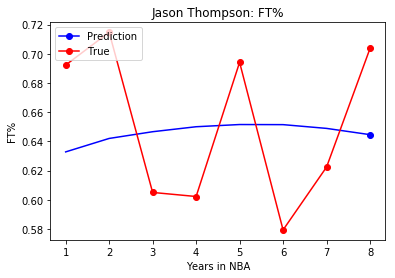 Jason Thompson: FT%
Prediction
True
FT%
0.72
0.70
0.68
0.66
0.64
0.62
0.60
0.58
1 2 3 4 5 6 7 8
Years in NBA